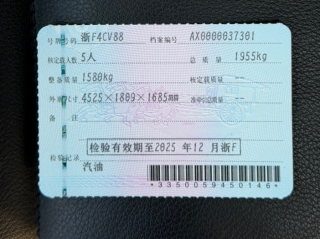 号牌号码 浙F4CV88 档案编号 AX0000037301
核定载人数 5人 总质量 1955kg
整备质量 1580kg 核定载质量 --
外廓尺寸 4525×1809×1685mm 准牵引总质量 --
备注
检验有效期至2025 年12 月浙F
检验记录
汽油
*3350059450146*